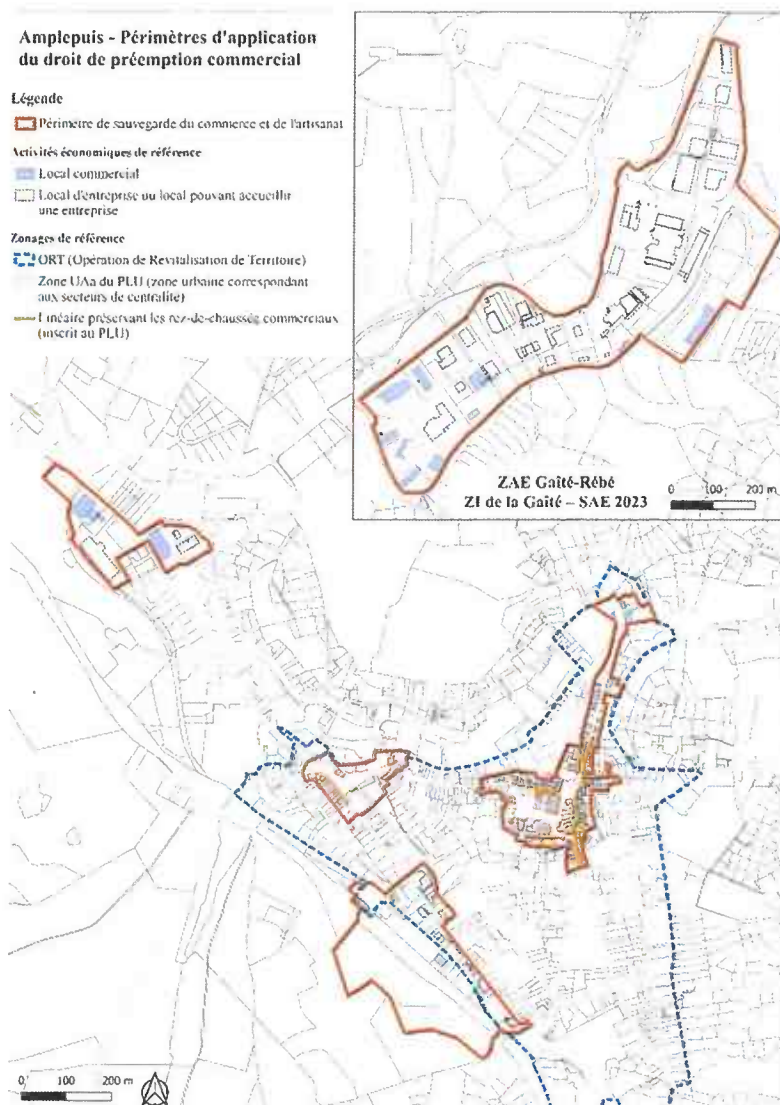 Amplepuis - Périmètres d'application
du droit de préemption commercial
Légende
Périmètre de sauvegarde du commerce et de l'artisanat
Activités économiques de référence
Local commercial
Local d'entreprise ou local pouvant accueillir
une entreprise
Zonages de référence
ORT (Opération de Revitalisation de Territoire)
Zone UAa du PLU (zone urbaine correspondant
aux secteurs de centralité)
Linéaire préservant les rez-de-chaussée commerciaux
(inscrit au PLU)
ZAE Gaîté-Rébé
ZI de la Gaîté – SAE 2023
0 100 200 m
0 100 200 m